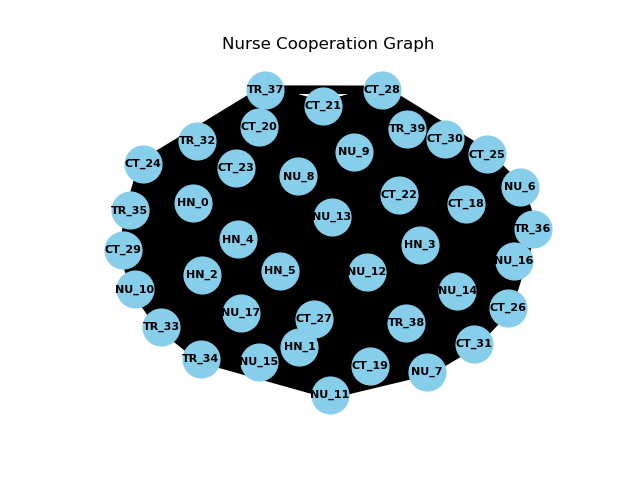 Nurse Cooperation Graph
TR_37
CT_28
CT_21
CT_20
TR_39
CT_30
TR_32
NU_9
CT_25
CT_24
CT_23
NU_8
NU_6
CT_22
HN_0
CT_18
TR_35
NU_13
TR_36
HN_4
HN_3
CT_29
NU_16
HN_5
NU_12
HN_2
NU_10
NU_14
CT_26
NU_17
CT_27
TR_38
TR_33
CT_31
HN_1
TR_34
NU_15
CT_19
NU_7
NU_11